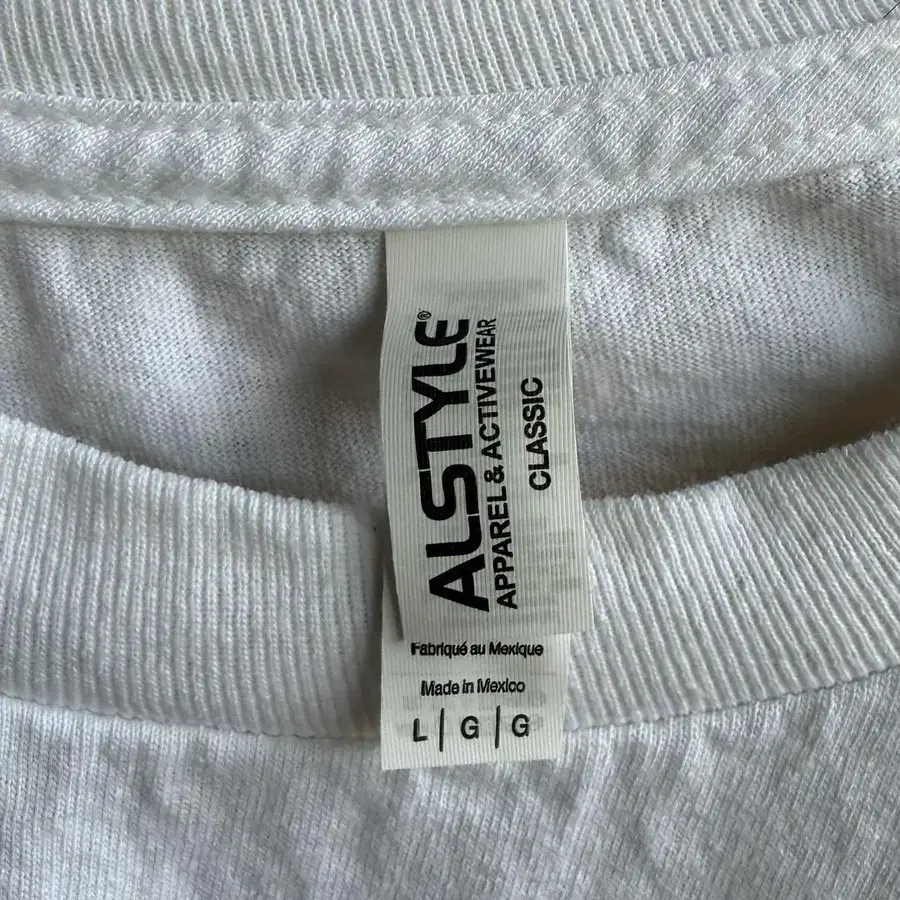 ALSTYLE®
APPAREL & ACTIVEWEAR
CLASSIC
Fabriqué au Mexique
Made in Mexico
L | G | G